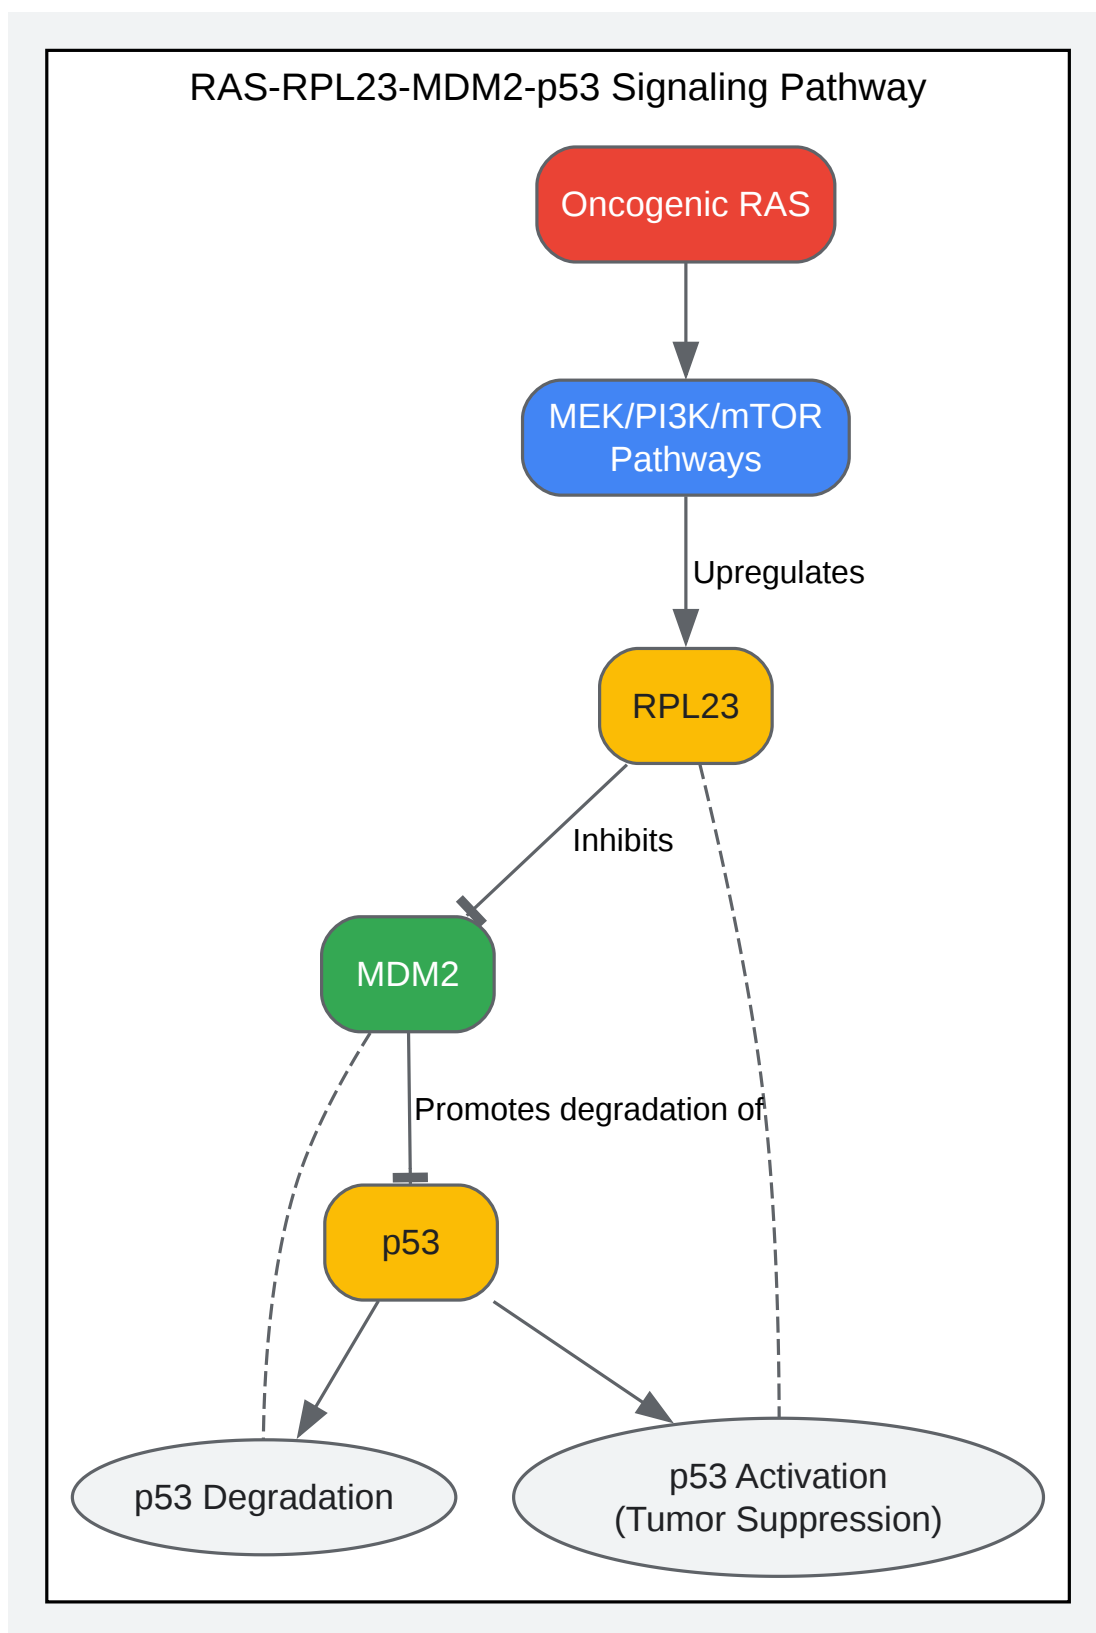 RAS-RPL23-MDM2-p53 Signaling Pathway
Oncogenic RAS
MEK/PI3K/mTOR
Pathways
Upregulates
RPL23
Inhibits
MDM2
Promotes degradation of
p53
p53 Degradation
p53 Activation
(Tumor Suppression)